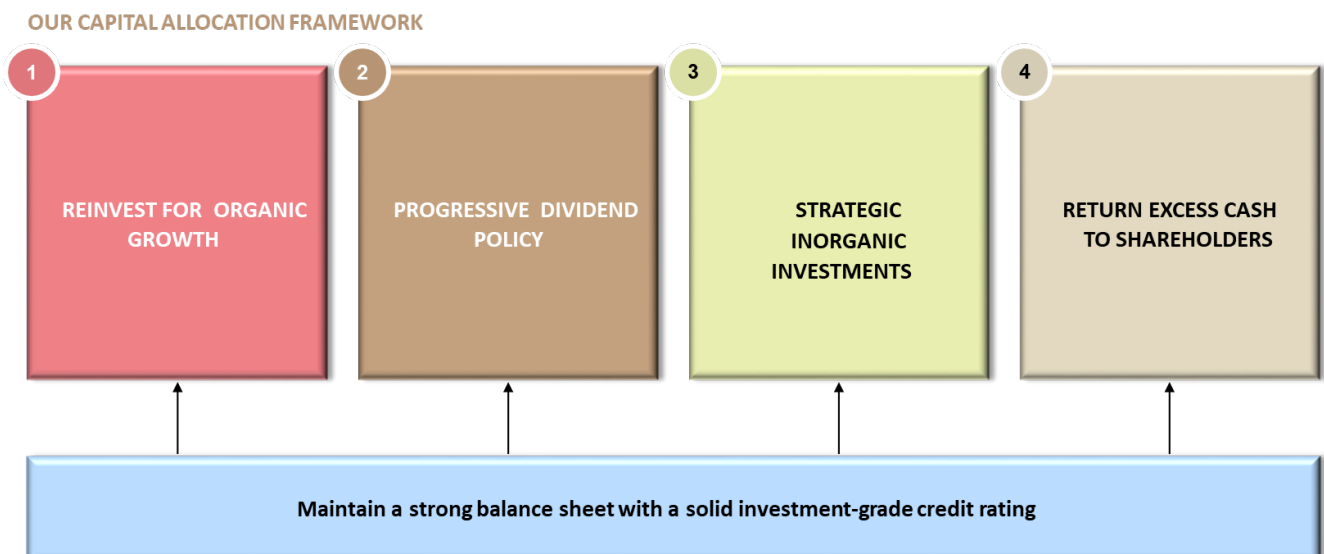 OUR CAPITAL ALLOCATION FRAMEWORK
1
REINVEST FOR ORGANIC
GROWTH
2
PROGRESSIVE DIVIDEND
POLICY
3
STRATEGIC
INORGANIC
INVESTMENTS
4
RETURN EXCESS CASH
TO SHAREHOLDERS
Maintain a strong balance sheet with a solid investment-grade credit rating